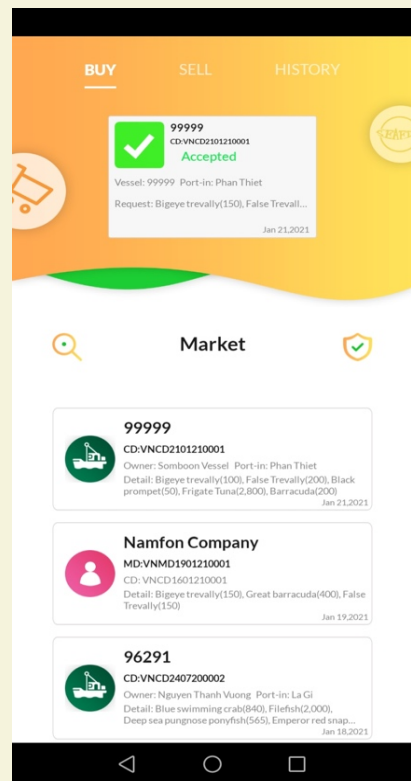 BUY SELL HISTORY
99999
CD:VNCD2101210001
Accepted
Vessel: 99999 Port-in: Phan Thiet
Request: Bigeye trevally(150), False Trevall...
Jan 21,2021
Market
99999
CD:VNCD2101210001
Owner: Somboon Vessel Port-in: Phan Thiet
Detail: Bigeye trevally(100), False Trevally(200), Black
prompet(50), Frigate Tuna(2,800), Barracuda(200)
Jan 21,2021
Namfon Company
MD:VNMD1901210001
CD: VNCD1601210001
Detail: Bigeye trevally(150), Great barracuda(400), False
Trevally(150)
Jan 19,2021
96291
CD:VNCD2407200002
Owner: Nguyen Thanh Vuong Port-in: La Gi
Detail: Blue swimming crab(840), Filefish(2,000),
Deep sea pungnose ponyfish(565), Emperor red snap...
Jan 18,2021